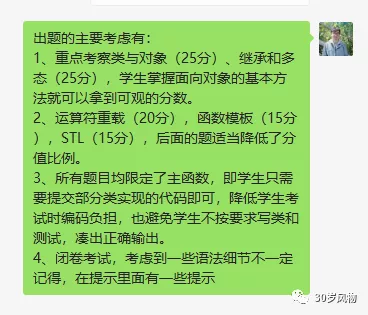 出题的主要考虑有：
1、重点考察类与对象（25分）、继承和多
态（25分），学生掌握面向对象的基本方
法就可以拿到可观的分数。
2、运算符重载（20分），函数模板（15分
），STL（15分），后面的题适当降低了分
值比例。
3、所有题目均限定了主函数，即学生只需
要提交部分类实现的代码即可，降低学生考
试时编码负担，也避免学生不按要求写类和
测试，凑出正确输出。
4、闭卷考试，考虑到一些语法细节不一定
记得，在提示里面有一些提示
30岁风物